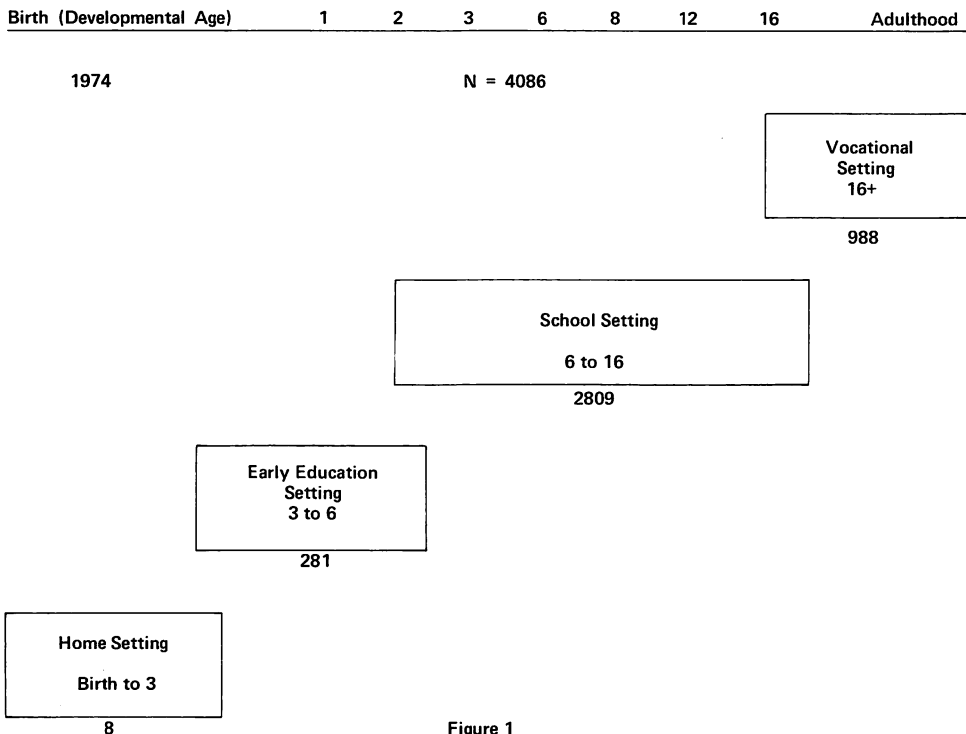 Birth (Developmental Age) 1 2 3 6 8 12 16 Adulthood
1974 N = 4086
Vocational
Setting
16+
988
School Setting
6 to 16
2809
Early Education
Setting
3 to 6
281
Home Setting
Birth to 3
8
Figure 1